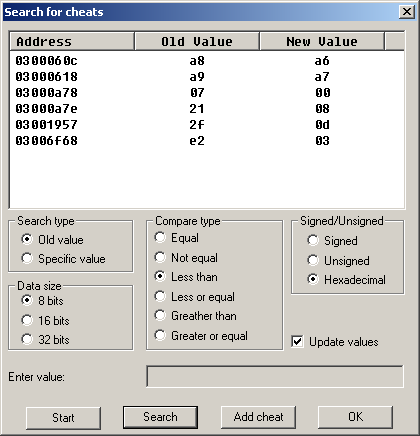 Search for cheats
Address Old Value New Value
0300060c a8 a6
03000618 a9 a7
03000a78 07 00
03000a7e 21 08
03001957 2f 0d
03006f68 e2 03
Search type
Old value
Specific value
Data size
8 bits
16 bits
32 bits
Compare type
Equal
Not equal
Less than
Less or equal
Greather than
Greater or equal
Signed/Unsigned
Signed
Unsigned
Hexadecimal
Update values
Enter value:
Start Search Add cheat OK